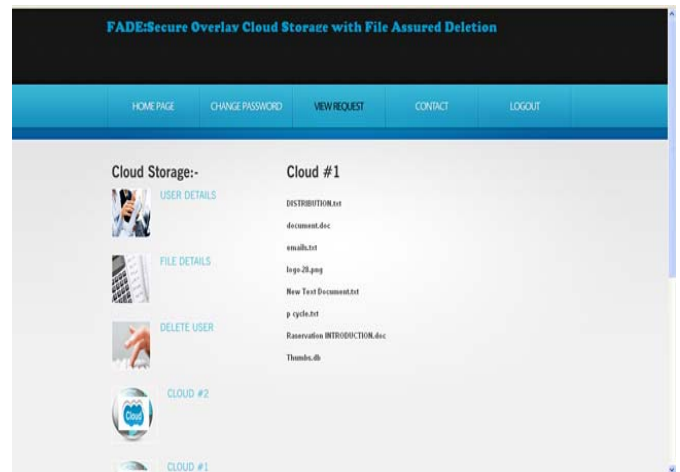 FADE:Secure Overlay Cloud Storage with File Assured Deletion
HOME PAGE CHANGE PASSWORD VIEW REQUEST CONTACT LOGOUT
Cloud Storage:-
USER DETAILS
FILE DETAILS
DELETE USER
Cloud
CLOUD #2
CLOUD #1
Cloud #1
DISTRIBUTION.txt
document.doc
emails.txt
logo-28.png
New Text Document.txt
p cycle.txt
Raservation INTRODUCTION.doc
Thumbs.db